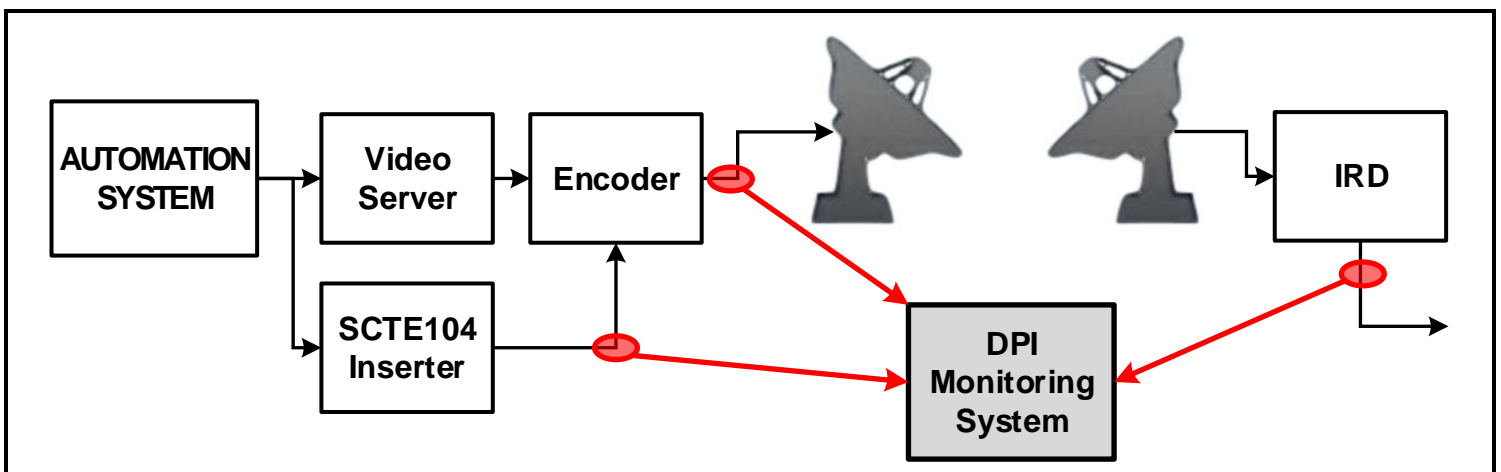 AUTOMATION
SYSTEM
Video
Server
Encoder
IRD
SCTE104
Inserter
DPI
Monitoring
System